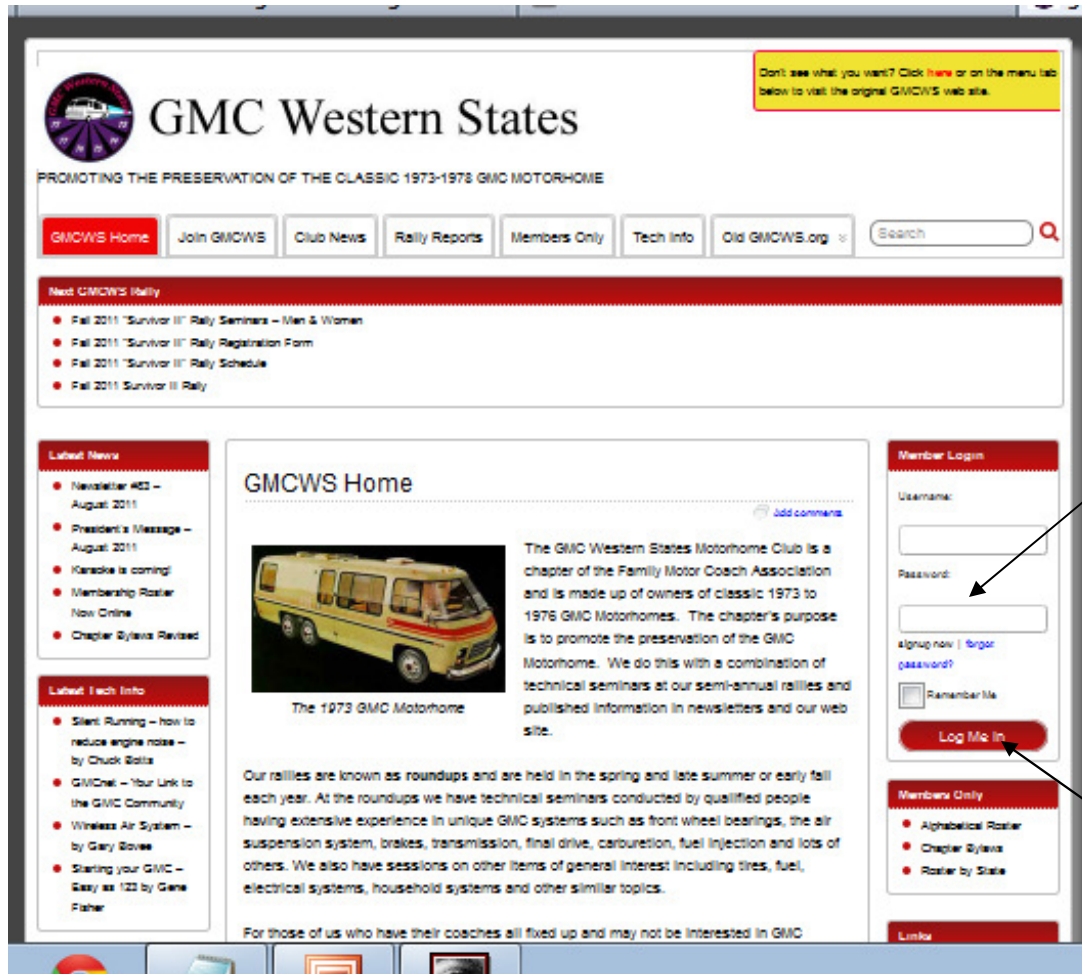 Don't see what you want? Click here or on the menu tab
below to visit the original GMCWS web site.
GMC Western States
PROMOTING THE PRESERVATION OF THE CLASSIC 1973-1978 GMC MOTORHOME
GMCWS Home
Join GMCWS
Club News
Rally Reports
Members Only
Tech Info
Old GMCWS.org
Search
Next GMCWS Rally
Fall 2011 "Survivor II" Rally Seminars – Men & Women
Fall 2011 "Survivor II" Rally Registration Form
Fall 2011 "Survivor II" Rally Schedule
Fall 2011 Survivor II Rally
Latest News
Newsletter #63 –
August 2011
President's Message –
August 2011
Karaoke is coming!
Membership Roster
Now Online
Chapter Bylaws Revised
Latest Tech Info
Silent Running – how to
reduce engine noise –
by Chuck Botts
GMCnet – Your Link to
the GMC Community
Wireless Air System –
by Gary Bovee
Starting your GMC –
Easy as 123 by Gene
Fisher
GMCWS Home
Add comments
The 1973 GMC Motorhome
The GMC Western States Motorhome Club is a
chapter of the Family Motor Coach Association
and is made up of owners of classic 1973 to
1978 GMC Motorhomes. The chapter's purpose
is to promote the preservation of the GMC
Motorhome. We do this with a combination of
technical seminars at our semi-annual rallies and
published information in newsletters and our web
site.
Our rallies are known as roundups and are held in the spring and late summer or early fall
each year. At the roundups we have technical seminars conducted by qualified people
having extensive experience in unique GMC systems such as front wheel bearings, the air
suspension system, brakes, transmission, final drive, carburetion, fuel injection and lots of
others. We also have sessions on other items of general interest including tires, fuel,
electrical systems, household systems and other similar topics.
For those of us who have their coaches all fixed up and may not be interested in GMC
Member Login
Username:
Password:
signup now | forgot
password?
Remember Me
Log Me In
Members Only
Alphabetical Roster
Chapter Bylaws
Roster by State
Links